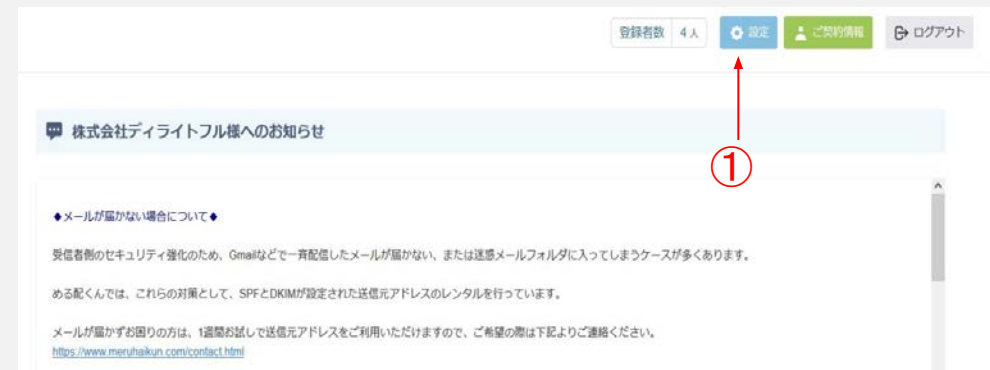 登録者数 4人 設定 ご契約情報 ログアウト
株式会社ディライトフル様へのお知らせ
①
◆メールが届かない場合について◆
受信者側のセキュリティ強化のため、Gmailなどで一斉配信したメールが届かない、または迷惑メールフォルダに入ってしまうケースが多くあります。
める配くんでは、これらの対策として、SPFとDKIMが設定された送信元アドレスのレンタルを行っています。
メールが届かずお困りの方は、1週間お試しで送信元アドレスをご利用いただけますので、ご希望の際は下記よりご連絡ください。
https://www.meruhaikun.com/contact.html